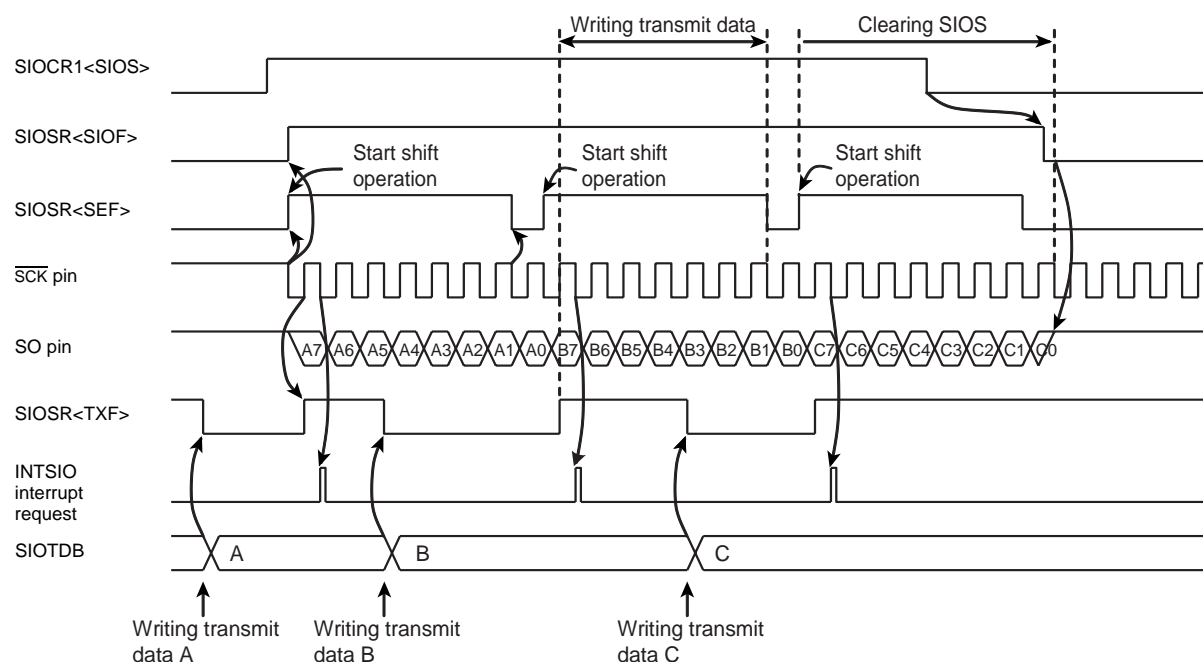 Writing transmit data
Clearing SIOS
SIOCR1<SIOS>
SIOSR<SIOF>
Start shift
operation
Start shift
operation
Start shift
operation
SIOSR<SEF>
SCK pin
SO pin
A7 A6 A5 A4 A3 A2 A1 A0 B7 B6 B5 B4 B3 B2 B1 B0 C7 C6 C5 C4 C3 C2 C1 C0
SIOSR<TXF>
INTSIO
interrupt
request
SIOTDB
A
B
C
Writing transmit
data A
Writing transmit
data B
Writing transmit
data C